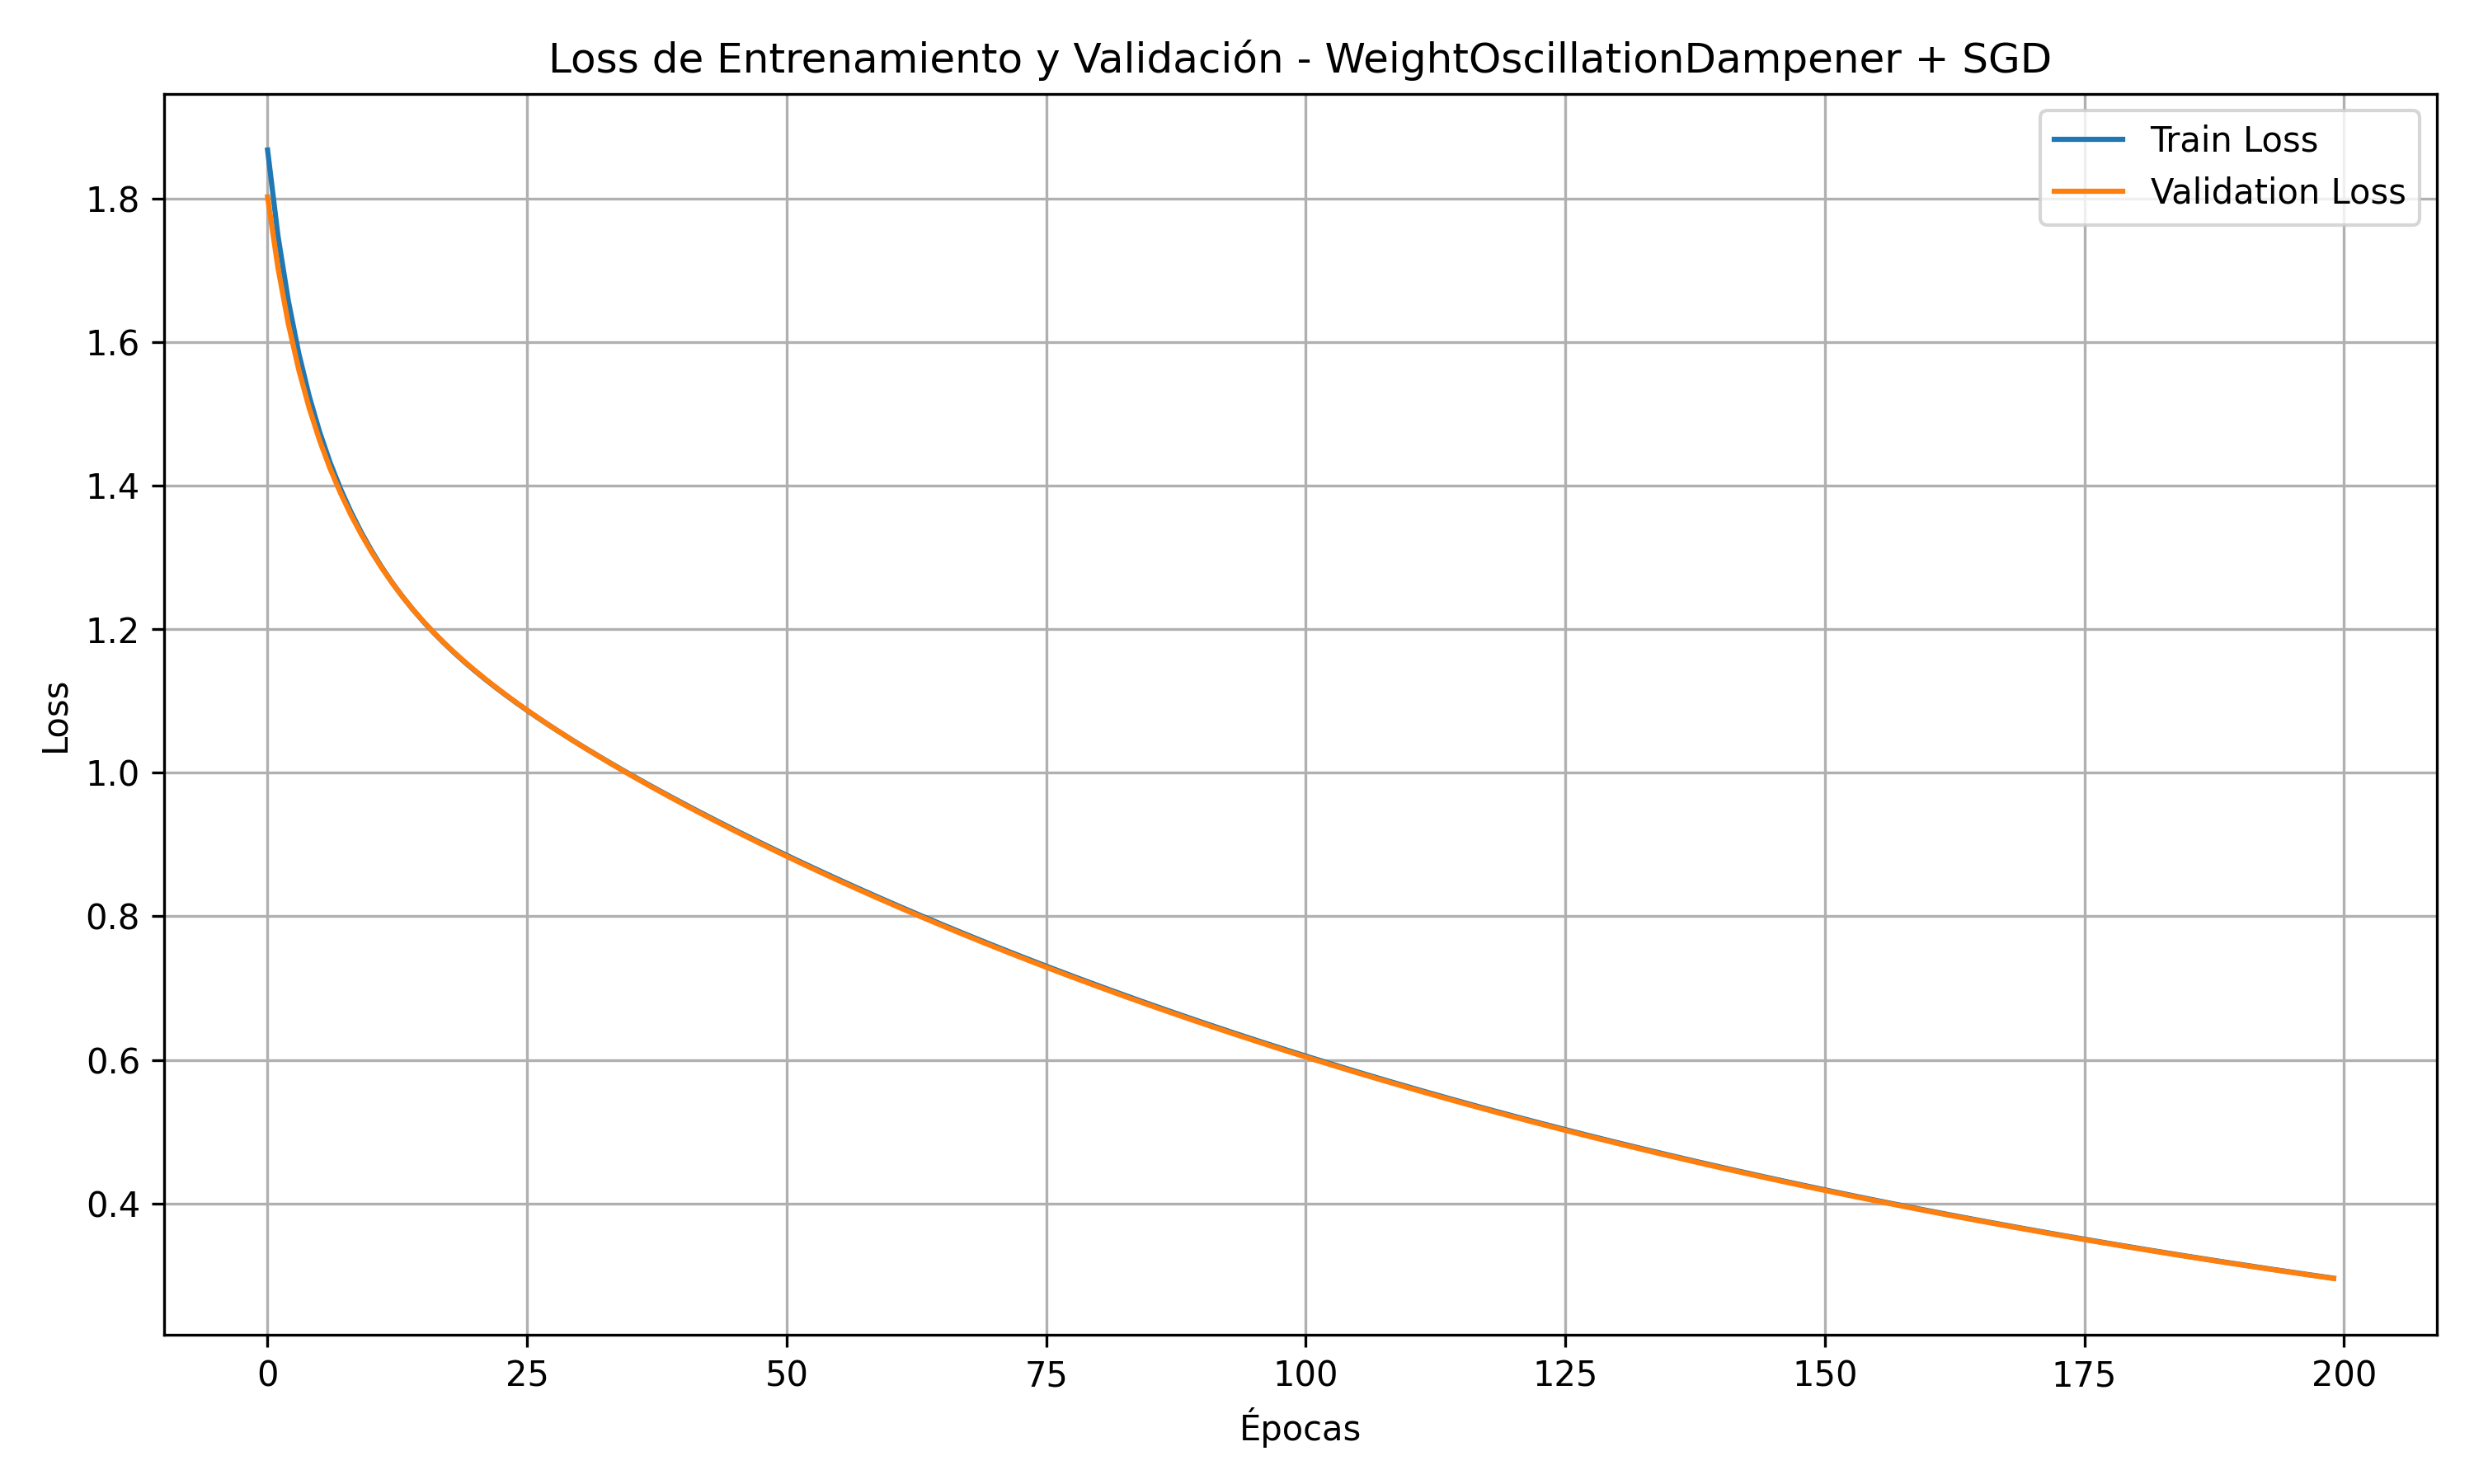 Loss de Entrenamiento y Validación - WeightOscillationDampener + SGD
Train Loss
Validation Loss
1.8
1.6
1.4
1.2
1.0
0.8
0.6
0.4
Loss
0 25 50 75 100 125 150 175 200
Épocas